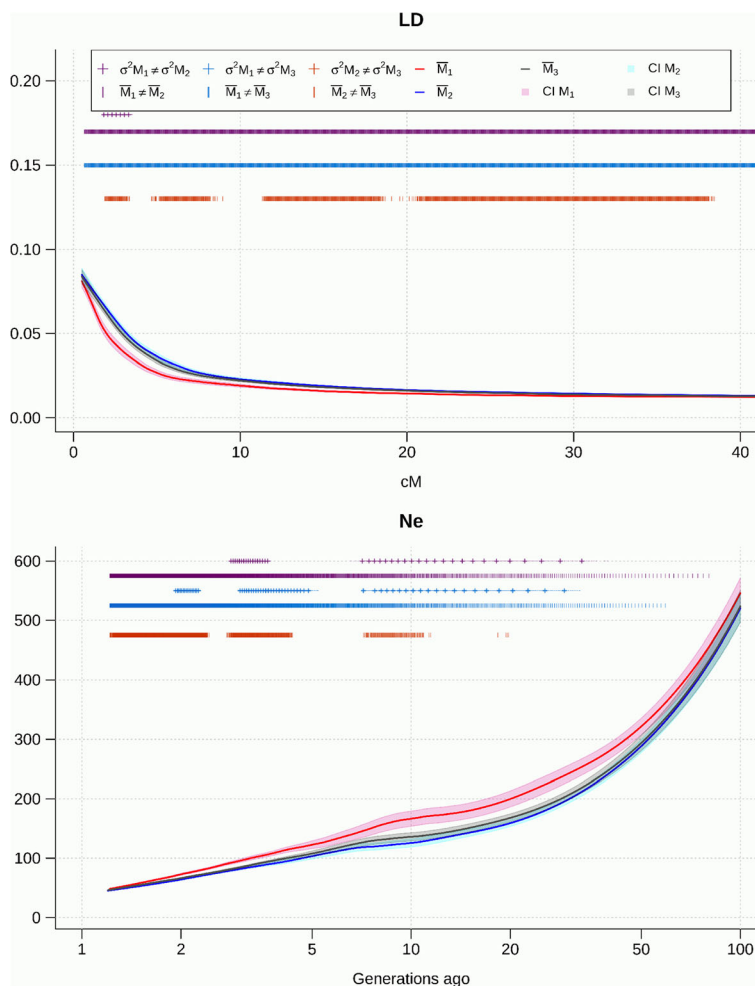 LD
σ²M₁ ≠ σ²M₂ σ²M₁ ≠ σ²M₃ σ²M₂ ≠ σ²M₃ M̅₁ M̅₃ CI M₂
M̅₁ ≠ M̅₂ M̅₁ ≠ M̅₃ M̅₂ ≠ M̅₃ M̅₂ CI M₁ CI M₃
0.20
0.15
0.10
0.05
0.00
0 10 20 30 40
cM
Ne
600
500
400
300
200
100
0
1 2 5 10 20 50 100
Generations ago